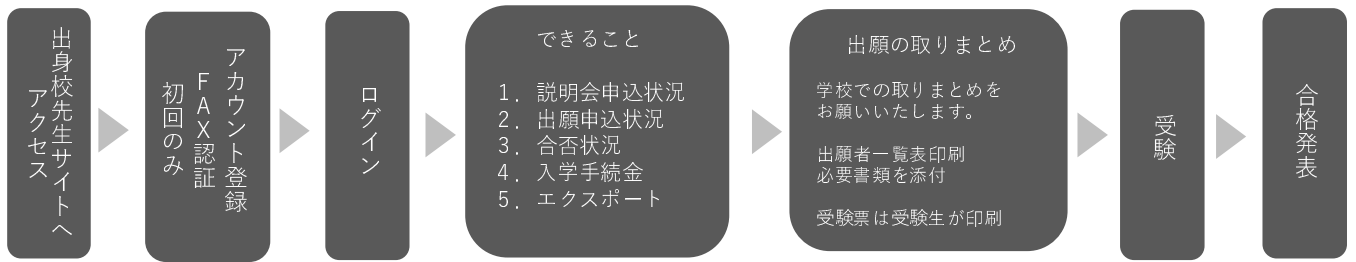 出身校先生サイトへ
アクセス
アカウント登録
FAX認証
初回のみ
ログイン
できること
1．説明会申込状況
2．出願申込状況
3．合否状況
4．入学手続金
5．エクスポート
出願の取りまとめ
学校での取りまとめを
お願いいたします。
出願者一覧表印刷
必要書類を添付
受験票は受験生が印刷
受験
合格発表